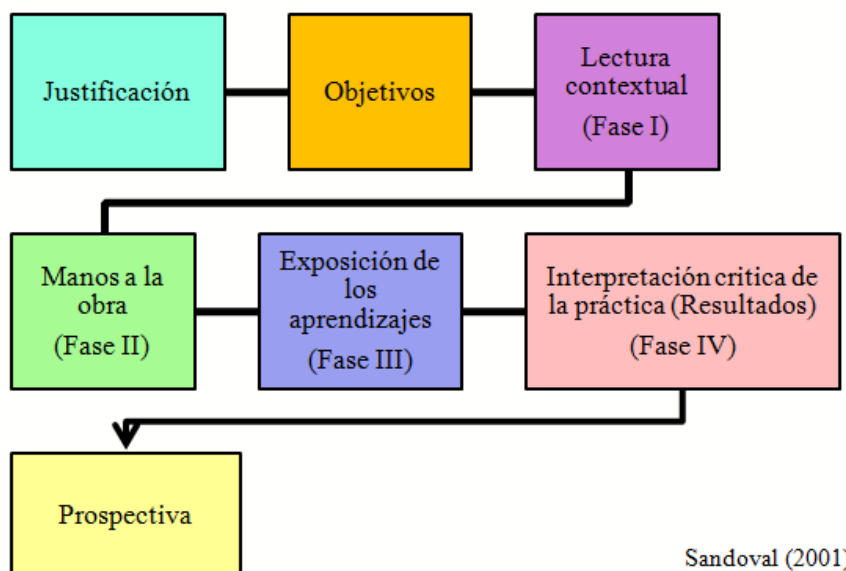 Justificación
Objetivos
Lectura
contextual
(Fase I)
Manos a la
obra
(Fase II)
Exposición de
los
aprendizajes
(Fase III)
Interpretación critica de
la práctica (Resultados)
(Fase IV)
Prospectiva
Sandoval (2001)